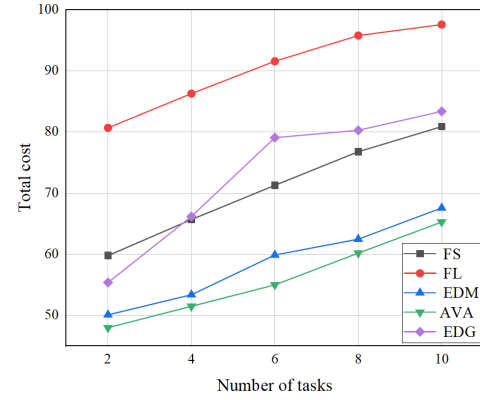 100
90
80
70
60
50
Total cost
2 4 6 8 10
Number of tasks
FS
FL
EDM
AVA
EDG